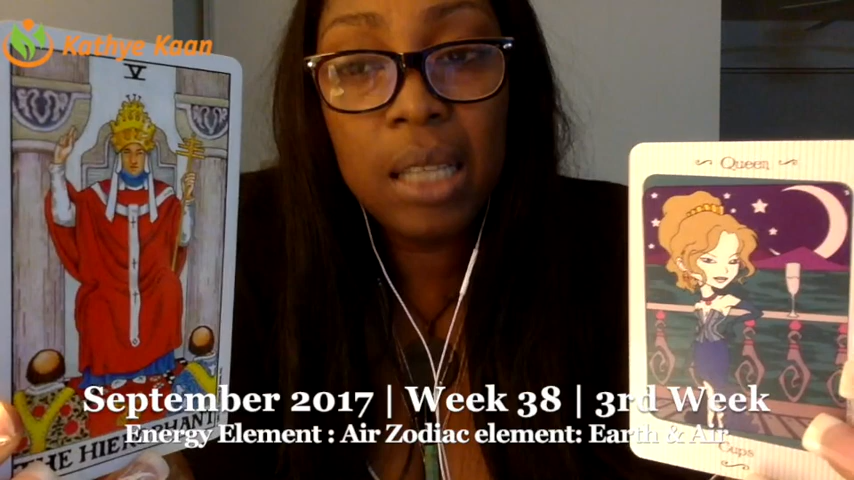 Kathye Kaan
V
THE HIEROPHANT
Queen
Cups
September 2017 | Week 38 | 3rd Week
Energy Element : Air Zodiac element: Earth & Air